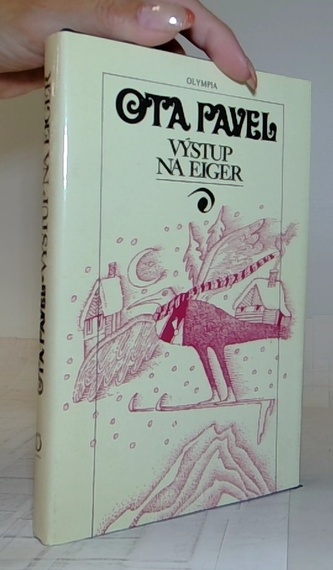 OLYMPIA
OTA PAVEL
VÝSTUP
NA EIGER
OTA PAVEL VÝSTUP NA EIGER